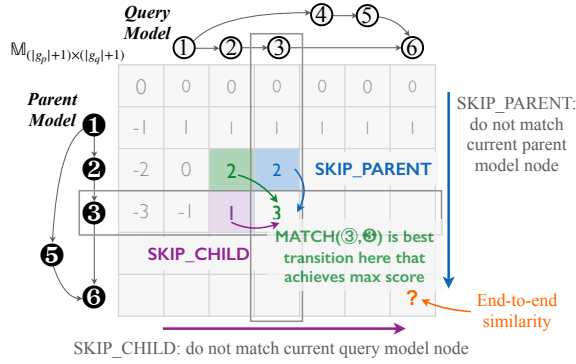 Query
Model
④ ⑤
𝕄(|gp|+1)×(|gq|+1)
① ② ③ ⑥
Parent
Model
❶
❷
❸
❺
❻
0 0 0 0 0 0 0
-1 1 1 1 1 1 1
-2 0 2 2
-3 -1 1 3
SKIP_PARENT
SKIP_CHILD
MATCH(③,❸) is best
transition here that
achieves max score
?
SKIP_PARENT:
do not match
current parent
model node
End-to-end
similarity
SKIP_CHILD: do not match current query model node